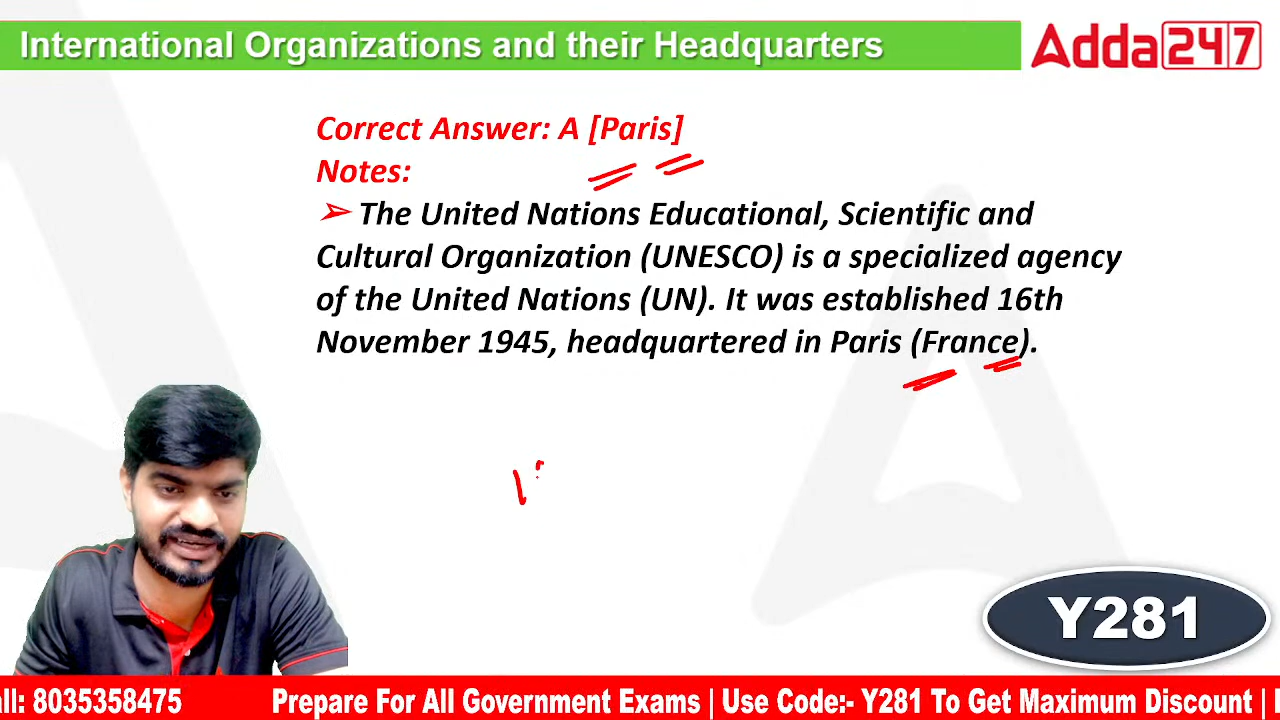 International Organizations and their Headquarters
Adda247
Correct Answer: A [Paris]
Notes:
➢ The United Nations Educational, Scientific and
Cultural Organization (UNESCO) is a specialized agency
of the United Nations (UN). It was established 16th
November 1945, headquartered in Paris (France).
Y281
all: 8035358475 Prepare For All Government Exams | Use Code:- Y281 To Get Maximum Discount |